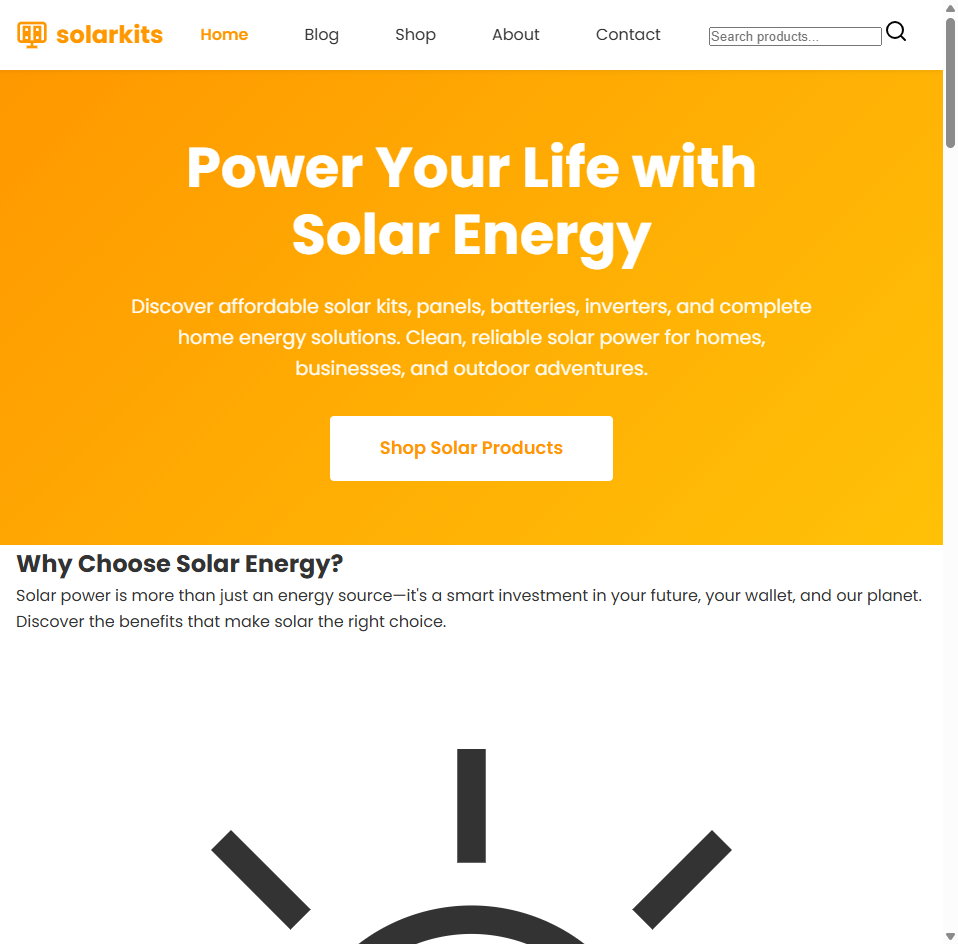 solarkits
Home
Blog
Shop
About
Contact
Search products...
Power Your Life with
Solar Energy
Discover affordable solar kits, panels, batteries, inverters, and complete
home energy solutions. Clean, reliable solar power for homes,
businesses, and outdoor adventures.
Shop Solar Products
Why Choose Solar Energy?
Solar power is more than just an energy source—it's a smart investment in your future, your wallet, and our planet.
Discover the benefits that make solar the right choice.